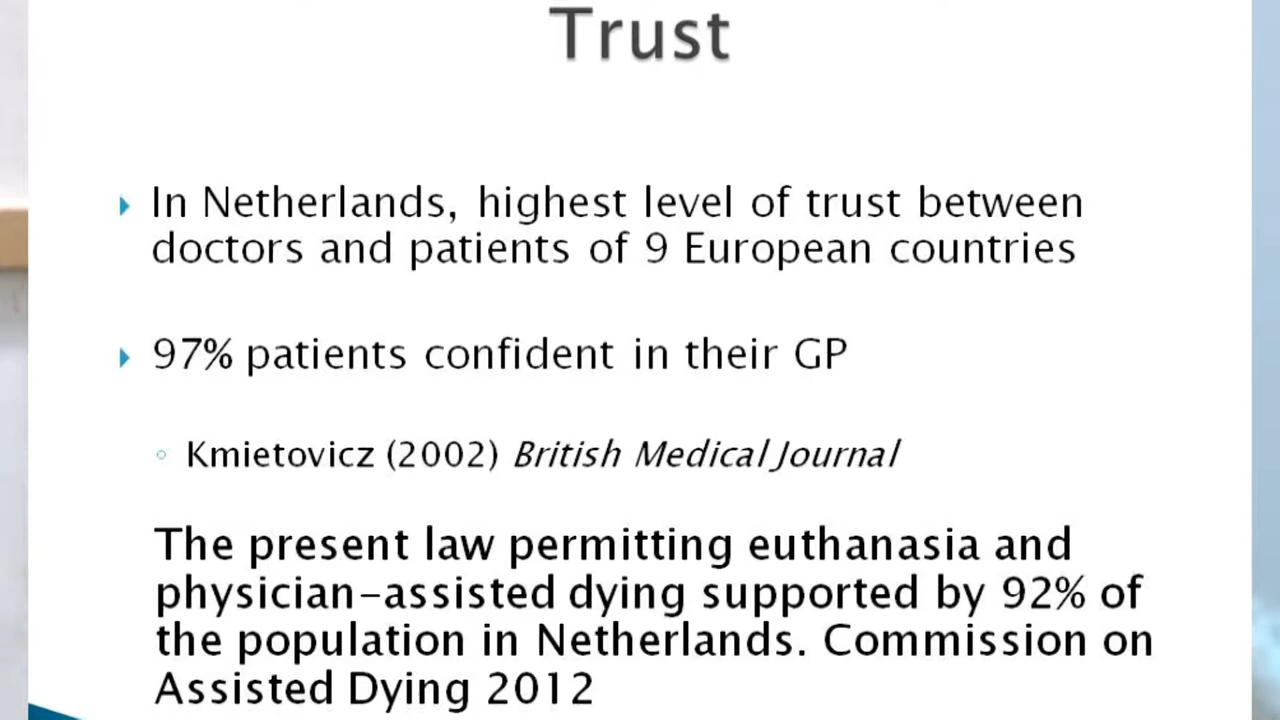 Trust
In Netherlands, highest level of trust between
doctors and patients of 9 European countries
97% patients confident in their GP
Kmietovicz (2002) British Medical Journal
The present law permitting euthanasia and
physician-assisted dying supported by 92% of
the population in Netherlands. Commission on
Assisted Dying 2012